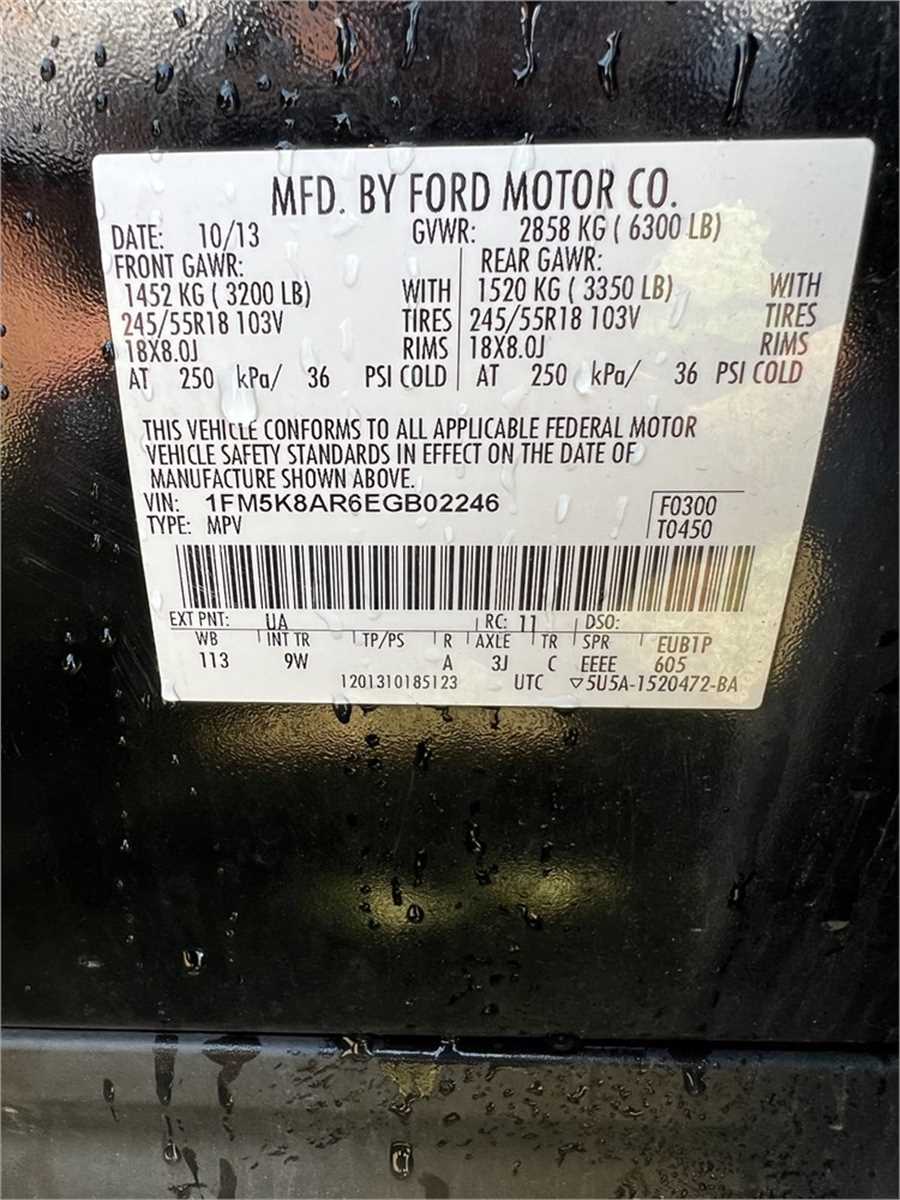 MFD. BY FORD MOTOR CO.
DATE: 10/13 GVWR: 2858 KG ( 6300 LB)
FRONT GAWR: REAR GAWR:
1452 KG ( 3200 LB) WITH 1520 KG ( 3350 LB) WITH
245/55R18 103V TIRES 245/55R18 103V TIRES
18X8.0J RIMS 18X8.0J RIMS
AT 250 kPa/ 36 PSI COLD AT 250 kPa/ 36 PSI COLD
THIS VEHICLE CONFORMS TO ALL APPLICABLE FEDERAL MOTOR
VEHICLE SAFETY STANDARDS IN EFFECT ON THE DATE OF
MANUFACTURE SHOWN ABOVE.
VIN: 1FM5K8AR6EGB02246 F0300
TYPE: MPV T0450
EXT PNT: UA RC: 11 DSO:
WB INT TR TP/PS R AXLE TR SPR EUB1P
113 9W A 3J C EEEE 605
1201310185123 UTC ▽5U5A-1520472-BA